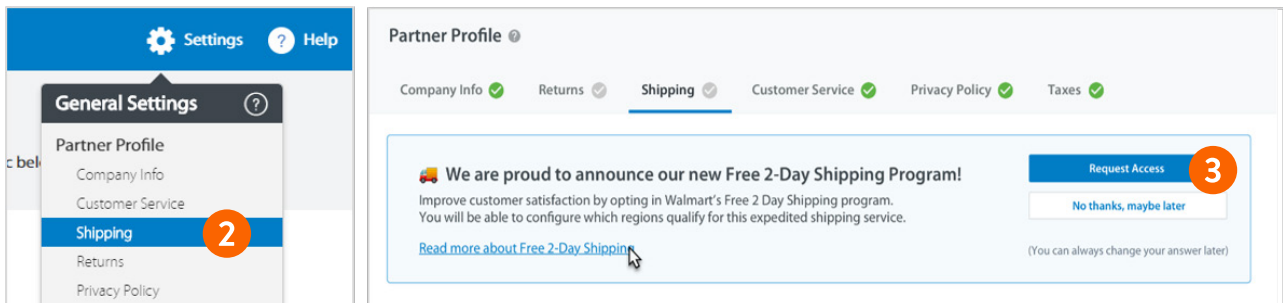 Settings
? Help
General Settings ?
c bel
Partner Profile
Company Info
Customer Service
Shipping 2
Returns
Privacy Policy
Partner Profile ?
Company Info Returns Shipping Customer Service Privacy Policy Taxes
We are proud to announce our new Free 2-Day Shipping Program!
Improve customer satisfaction by opting in Walmart's Free 2 Day Shipping program.
You will be able to configure which regions qualify for this expedited shipping service.
Read more about Free 2-Day Shipping
Request Access 3
No thanks, maybe later
(You can always change your answer later)